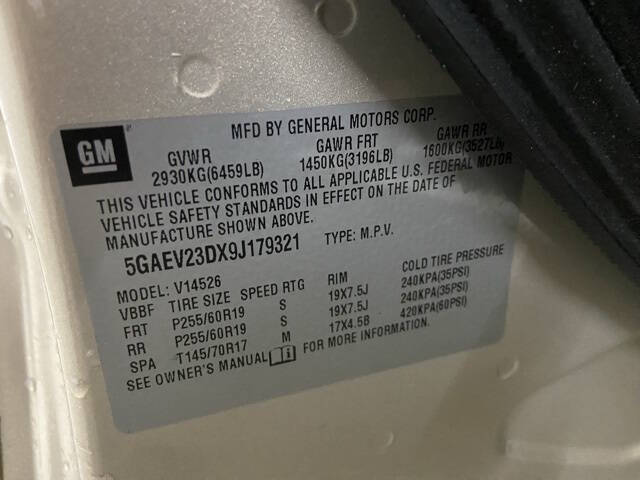 GM
MFD BY GENERAL MOTORS CORP.
GVWR GAWR FRT GAWR RR
2930KG(6459LB) 1450KG(3196LB) 1600KG(3527LB)
THIS VEHICLE CONFORMS TO ALL APPLICABLE U.S. FEDERAL MOTOR
VEHICLE SAFETY STANDARDS IN EFFECT ON THE DATE OF
MANUFACTURE SHOWN ABOVE.
5GAEV23DX9J179321 TYPE: M.P.V.
MODEL: V14526
VBBF TIRE SIZE SPEED RTG RIM COLD TIRE PRESSURE
FRT P255/60R19 S 19X7.5J 240KPA(35PSI)
RR P255/60R19 S 19X7.5J 240KPA(35PSI)
SPA T145/70R17 M 17X4.5B 420KPA(60PSI)
SEE OWNER'S MANUAL FOR MORE INFORMATION.